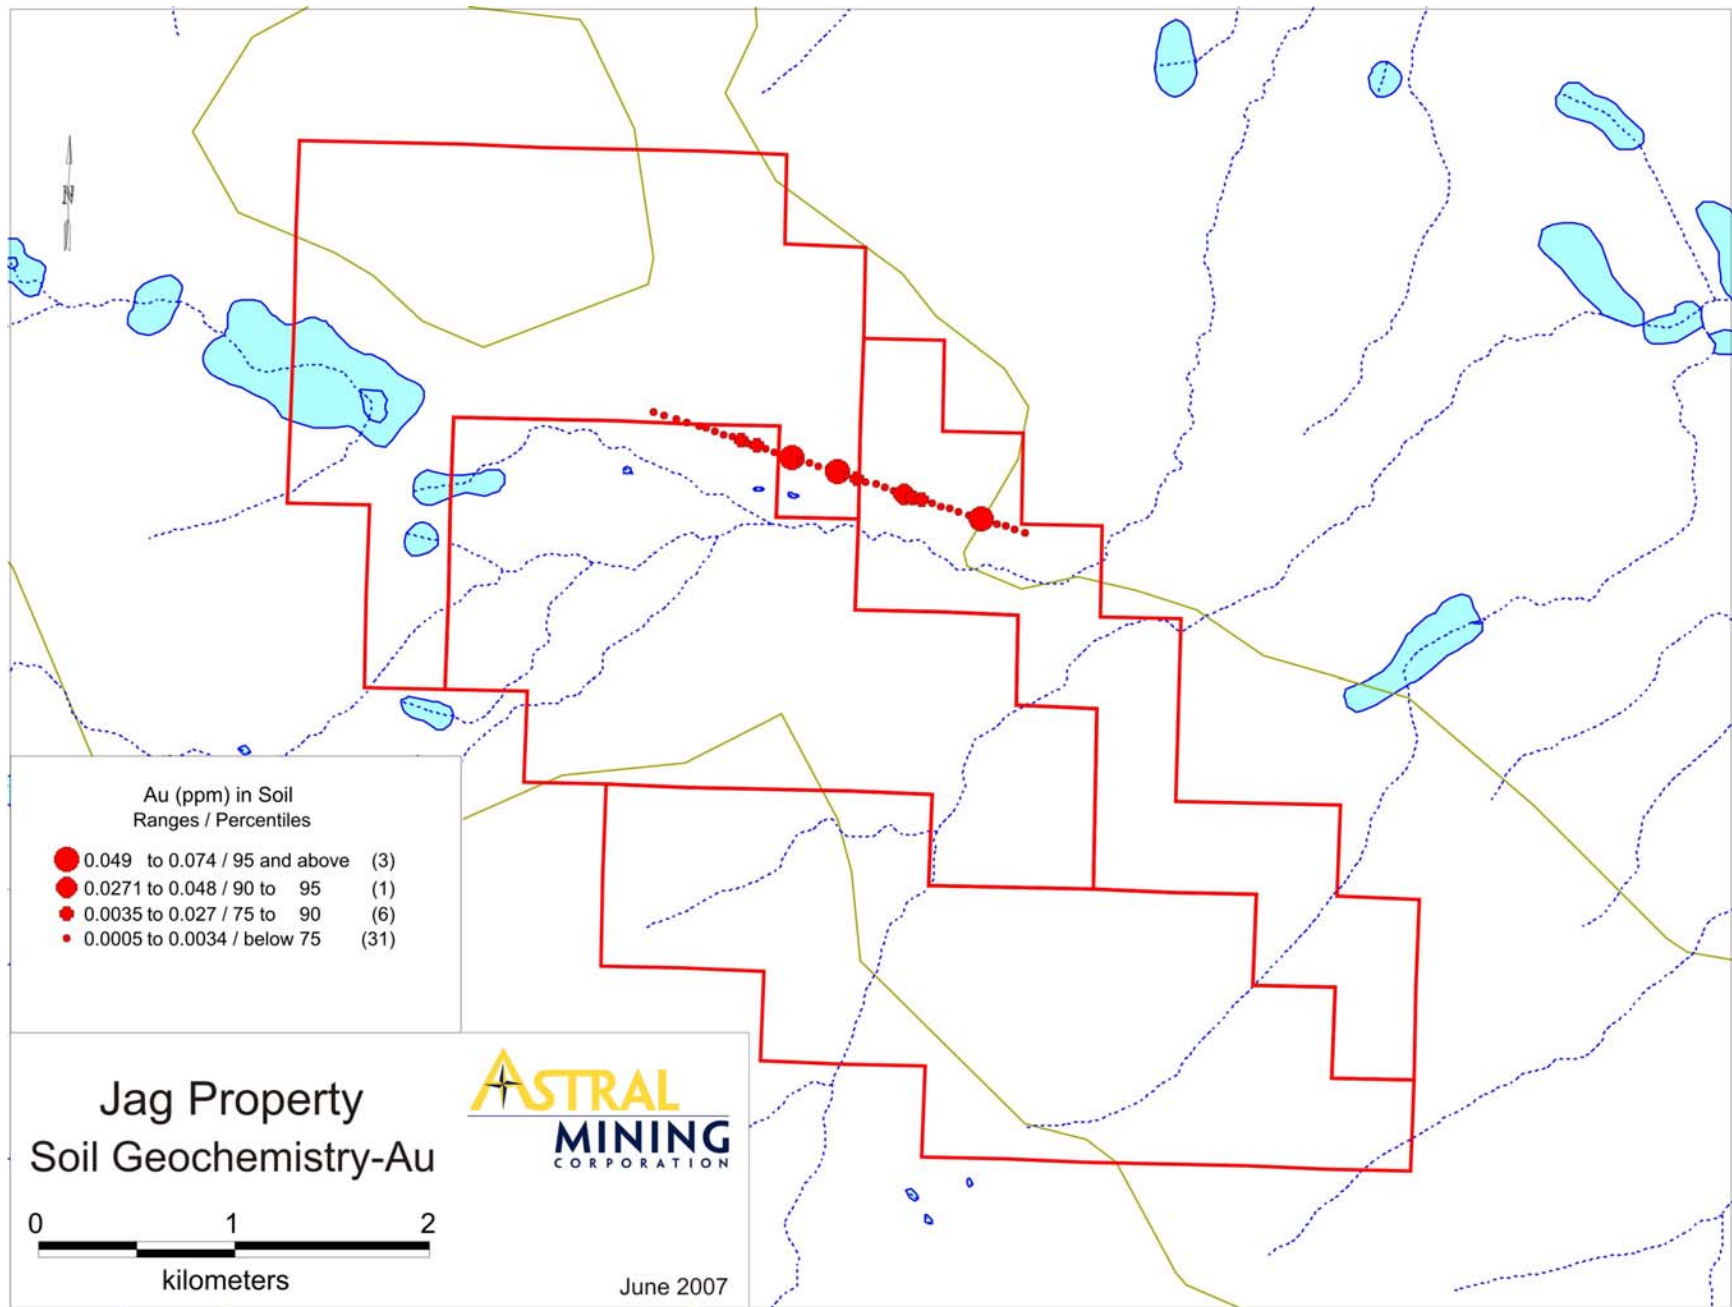 N
Au (ppm) in Soil
Ranges / Percentiles
0.049 to 0.074 / 95 and above (3)
0.0271 to 0.048 / 90 to 95 (1)
0.0035 to 0.027 / 75 to 90 (6)
0.0005 to 0.0034 / below 75 (31)
Jag Property
Soil Geochemistry-Au
ASTRAL
MINING
CORPORATION
0 1 2
kilometers
June 2007